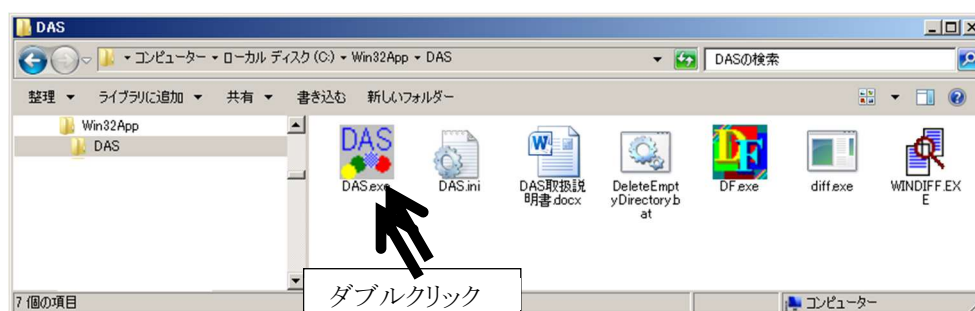 DAS
コンピューター ▾ ローカル ディスク (C:) ▾ Win32App ▾ DAS
DASの検索
整理 ▼ ライブラリに追加 ▼ 共有 ▼ 書き込む 新しいフォルダー
Win32App
DAS
DAS
DAS.exe
DAS.ini
DAS取扱説
明書.docx
DeleteEmpt
yDirectory.b
at
DF
DF.exe
diff.exe
WINDIFF.EX
E
ダブルクリック
7 個の項目
コンピューター